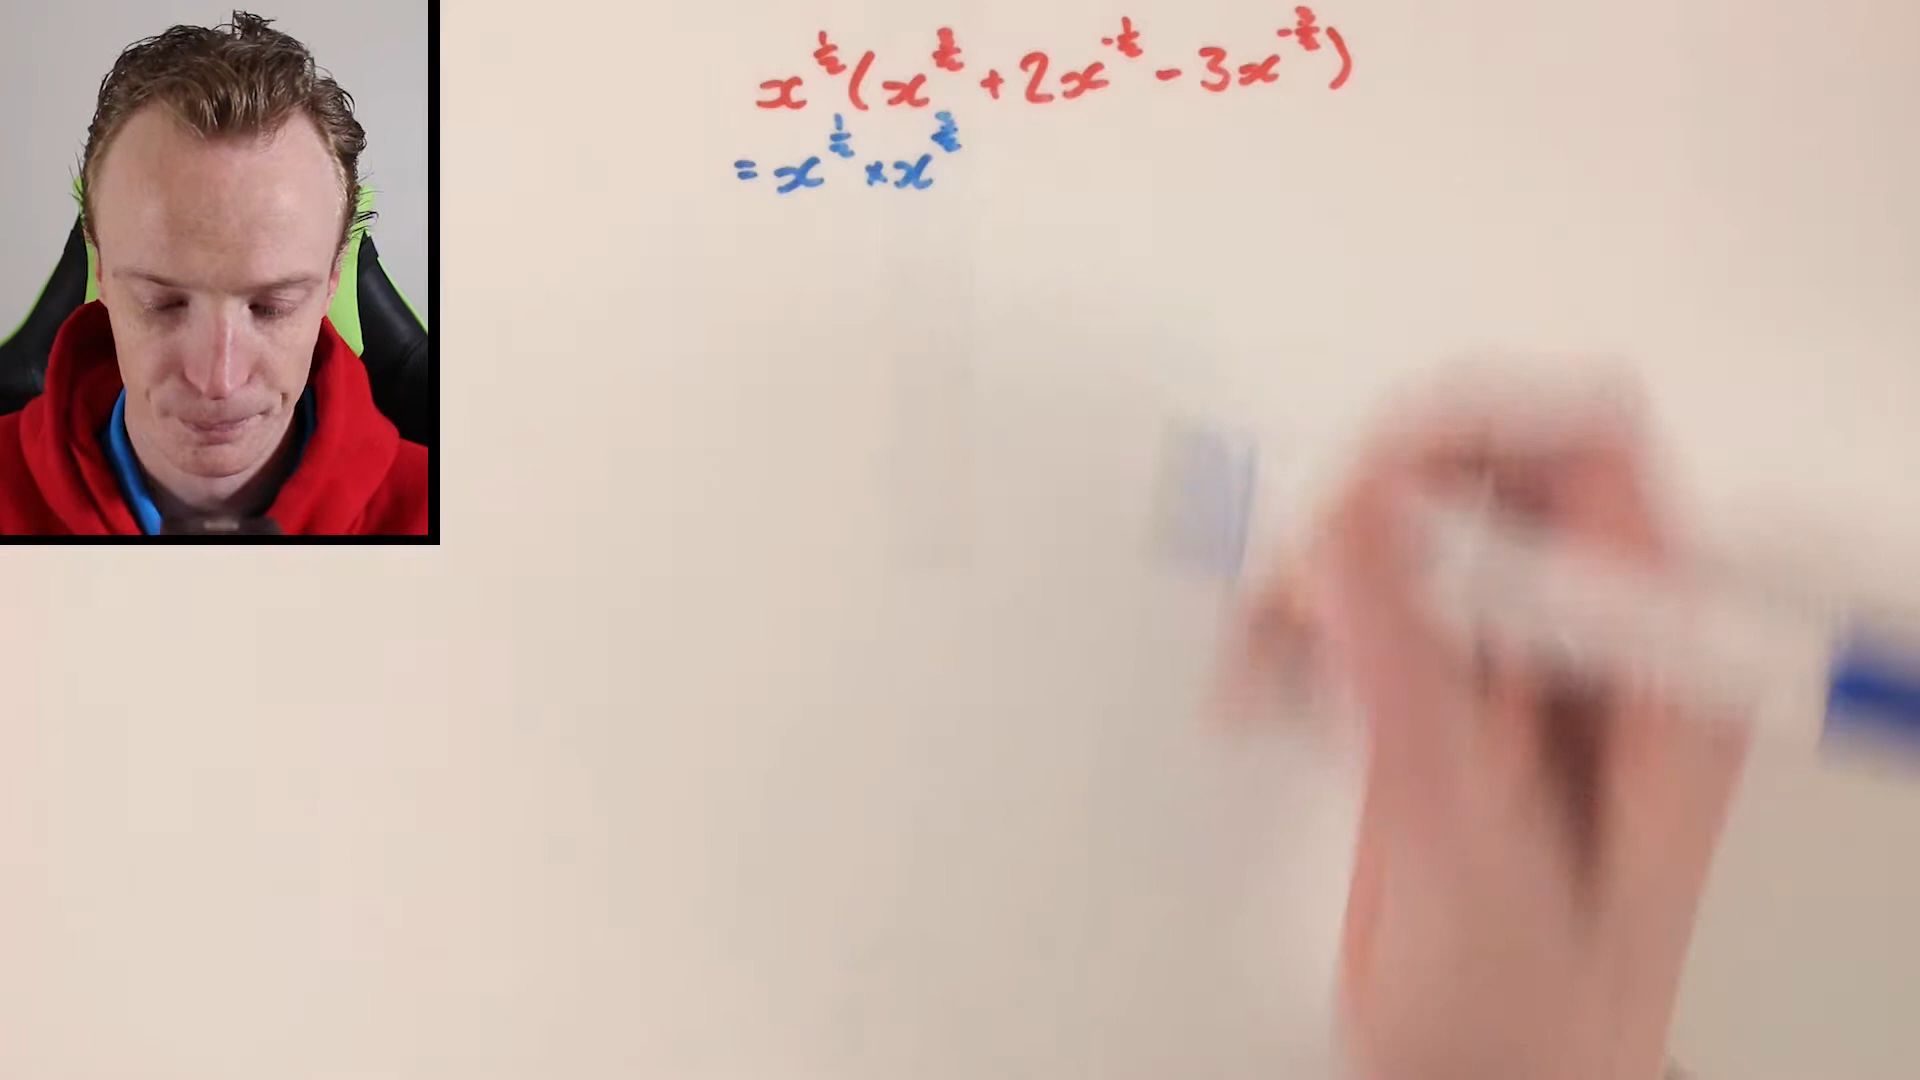 x^{1/2}(x^{3/2} + 2x^{-1/2} - 3x^{-3/2})
= x^{1/2} × x^{3/2}